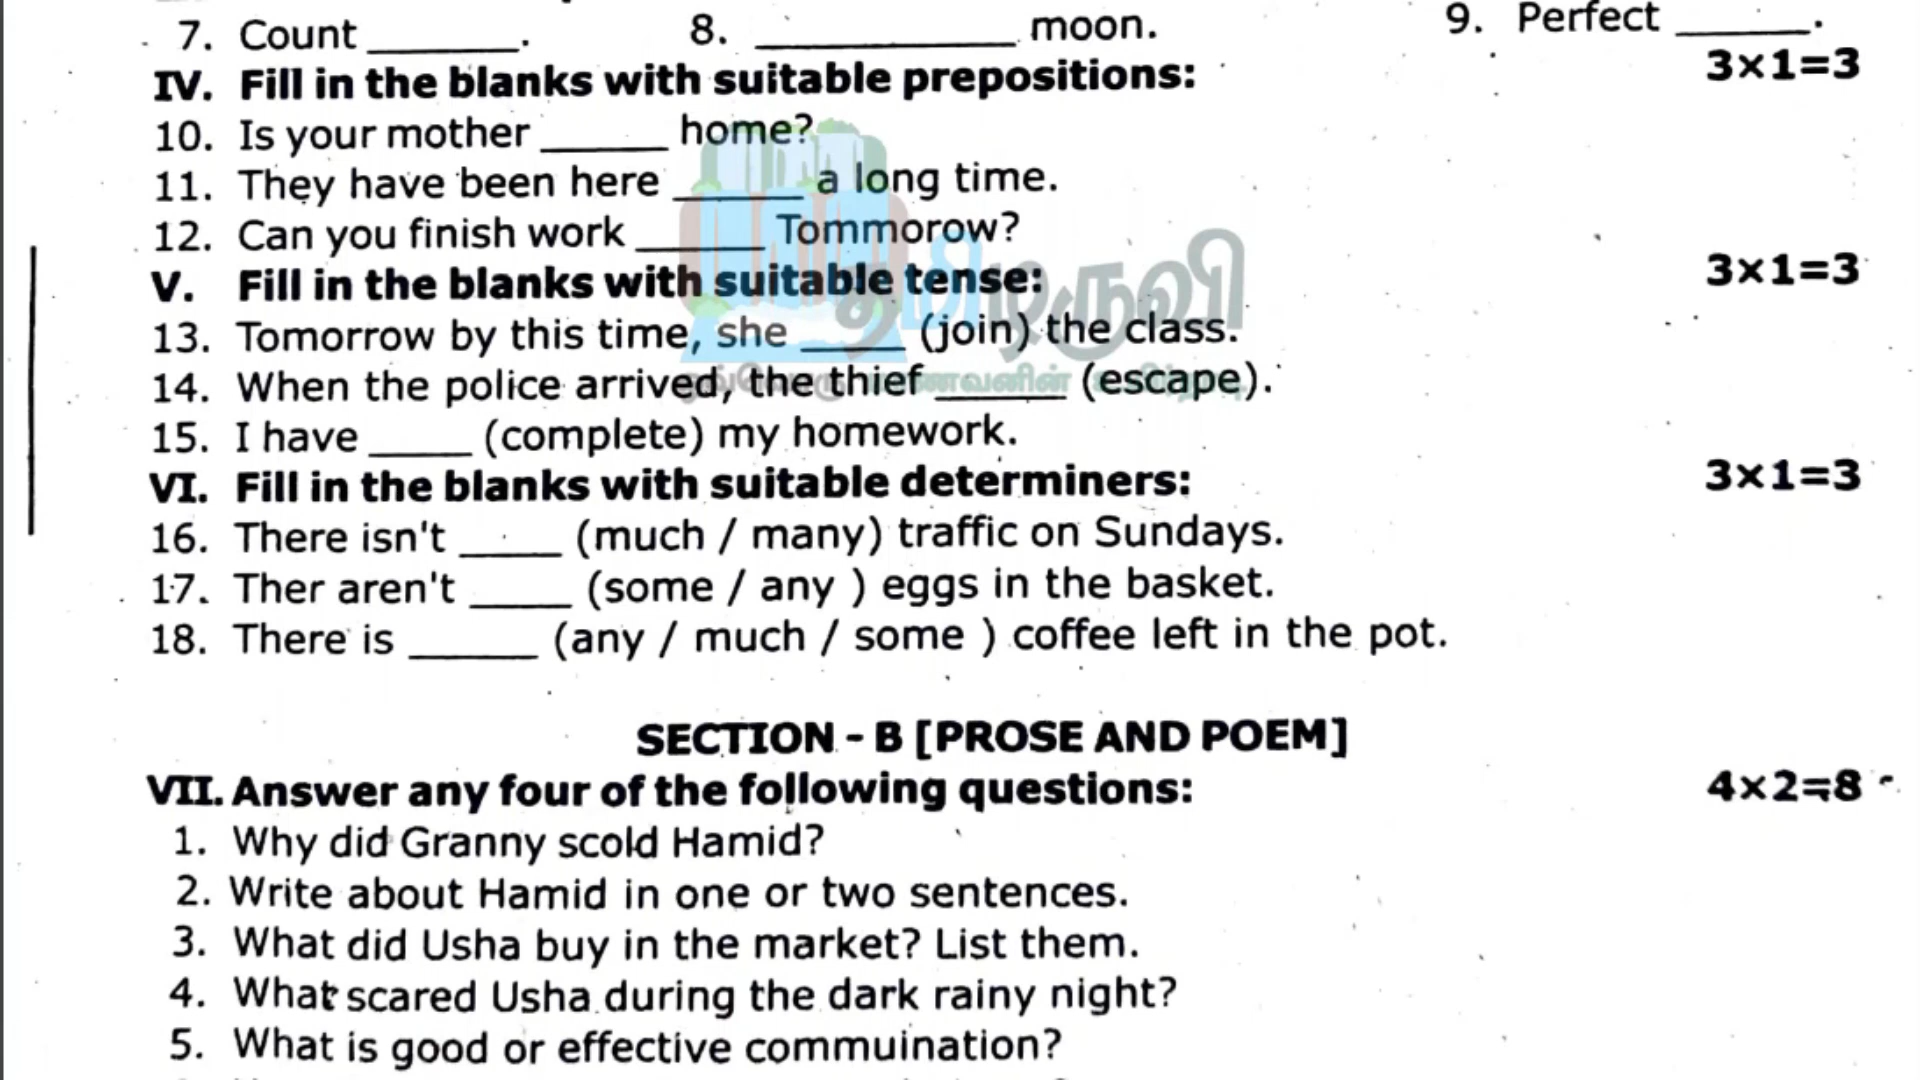 7. Count ______. 8. __________ moon. 9. Perfect _____.
IV. Fill in the blanks with suitable prepositions: 3×1=3
10. Is your mother _____ home?
11. They have been here _____ a long time.
12. Can you finish work _____ Tommorow?
தமிழருவி
V. Fill in the blanks with suitable tense: 3×1=3
13. Tomorrow by this time, she ____ (join) the class.
14. When the police arrived, the thief _____ (escape).
15. I have ____ (complete) my homework.
VI. Fill in the blanks with suitable determiners: 3×1=3
16. There isn't ____ (much / many) traffic on Sundays.
17. Ther aren't ____ (some / any ) eggs in the basket.
18. There is _____ (any / much / some ) coffee left in the pot.
SECTION - B [PROSE AND POEM]
VII. Answer any four of the following questions: 4×2=8
1. Why did Granny scold Hamid?
2. Write about Hamid in one or two sentences.
3. What did Usha buy in the market? List them.
4. What scared Usha during the dark rainy night?
5. What is good or effective commuination?